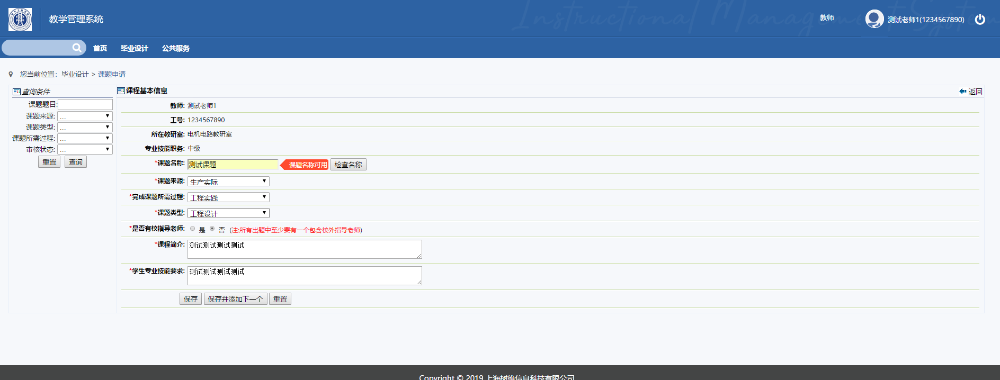 Instructional Management System
教学管理系统
教师
测试老师1(1234567890)
首页 毕业设计 公共服务
您当前位置：毕业设计 > 课题申请
查询条件
课题题目:
课题来源: ...
课题类型: ...
课题所需过程: ...
审核状态: ...
重置 查询
课程基本信息
返回
教师: 测试老师1
工号: 1234567890
所在教研室: 电机电路教研室
专业技能职务: 中级
*课题名称: 测试课题 课题名称可用 检查名称
*课题来源: 生产实际
*完成课题所需过程: 工程实践
*课题类型: 工程设计
*是否有校指导老师: 是 否 (注:所有出题中至少要有一个包含校外指导老师)
*课程简介: 测试测试测试测试
*学生专业技能要求: 测试测试测试测试
保存 保存并添加下一个 重置
Copyright © 2019 上海树维信息科技有限公司